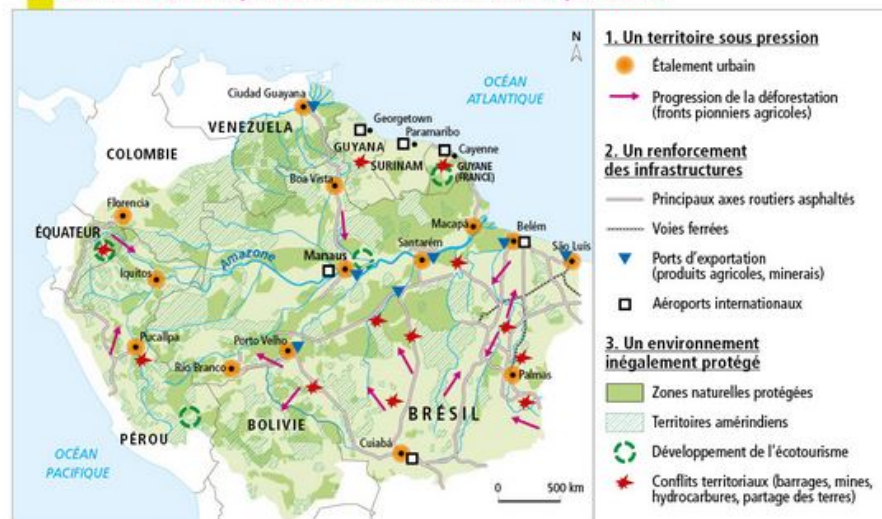 N
OCÉAN
ATLANTIQUE
Ciudad Guayana
VENEZUELA
Georgetown
Paramaribo
GUYANA
Cayenne
SURINAM
GUYANE
(FRANCE)
COLOMBIE
Boa Vista
Florencia
Macapá
Belém
ÉQUATEUR
Amazone
Manaus
Santarém
São Luís
Iquitos
Pucallpa
Porto Velho
Rio Branco
Palmas
BRÉSIL
BOLIVIE
PÉROU
Cuiabá
OCÉAN
PACIFIQUE
0 500 km
1. Un territoire sous pression
Étalement urbain
Progression de la déforestation
(fronts pionniers agricoles)
2. Un renforcement
des infrastructures
Principaux axes routiers asphaltés
Voies ferrées
Ports d'exportation
(produits agricoles, minerais)
Aéroports internationaux
3. Un environnement
inégalement protégé
Zones naturelles protégées
Territoires amérindiens
Développement de l'écotourisme
Conflits territoriaux (barrages, mines,
hydrocarbures, partage des terres)